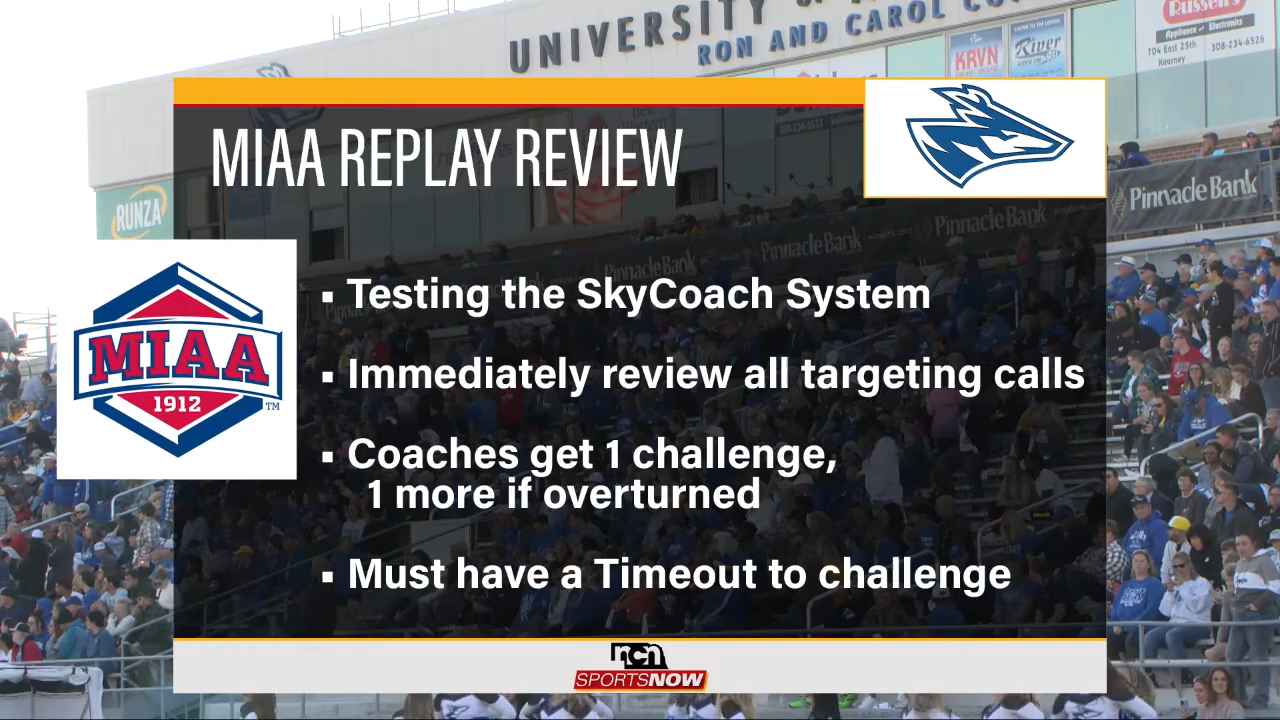 UNIVERSITY
RON AND CAROL
Russell's
Appliance and Electronics
704 East 25th
Kearney
308-234-6526
KRVN
River
MIAA REPLAY REVIEW
RUNZA
Pinnacle Bank
Pinnacle Bank
Pinnacle Bank
Pinnacle Bank
MIAA
1912
TM
▪ Testing the SkyCoach System
▪ Immediately review all targeting calls
▪ Coaches get 1 challenge,
1 more if overturned
▪ Must have a Timeout to challenge
ncn
SPORTSNOW